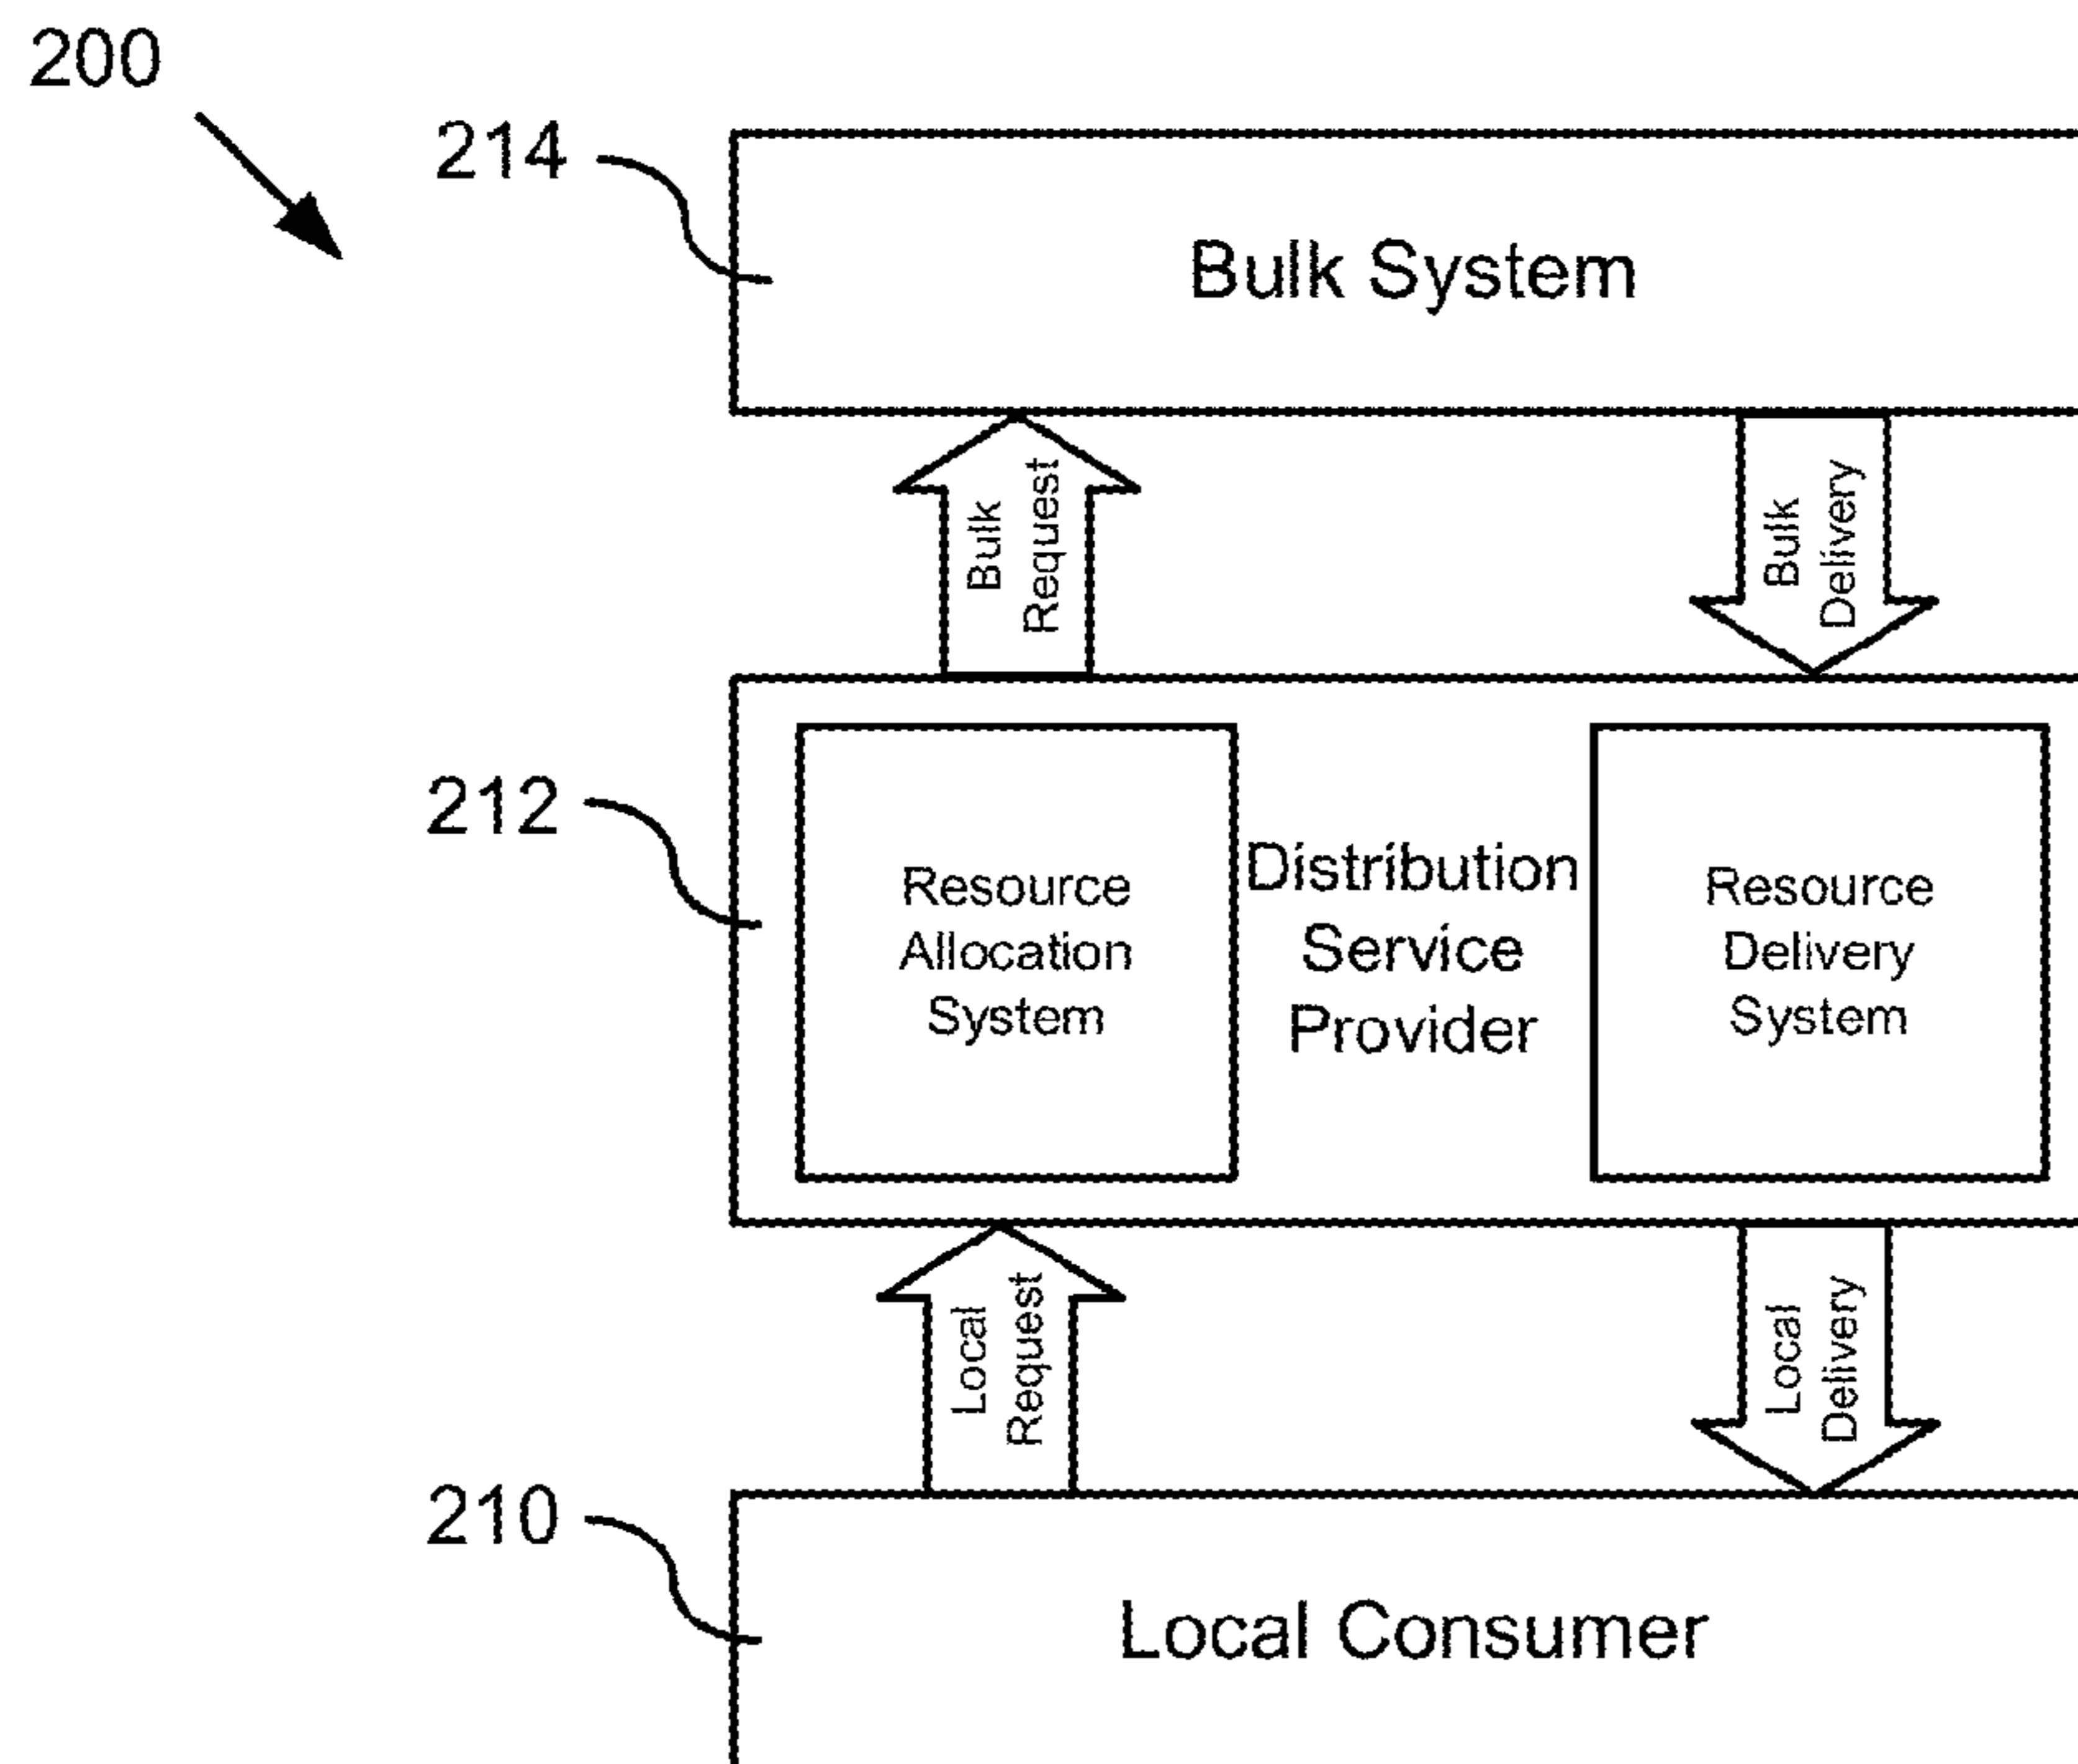 200
214
Bulk System
Bulk
Request
Bulk
Delivery
212
Resource
Allocation
System
Distribution
Service
Provider
Resource
Delivery
System
Local
Request
Local
Delivery
210
Local Consumer